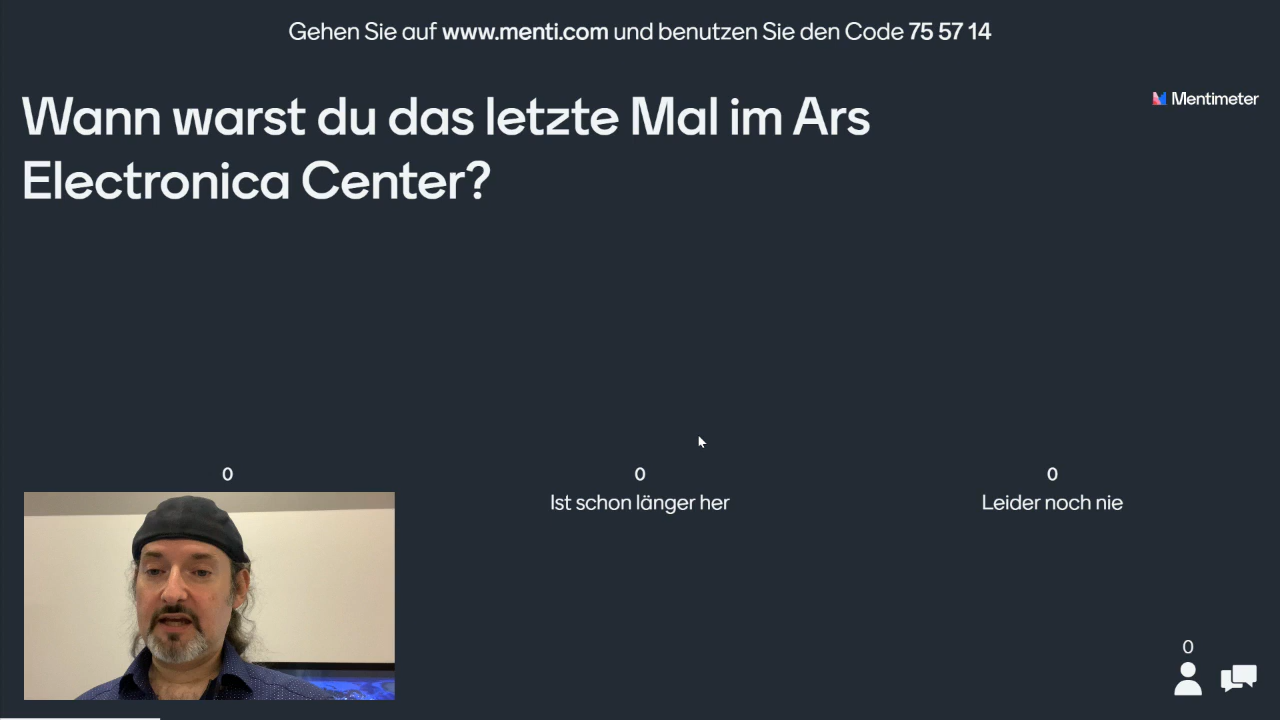 Gehen Sie auf www.menti.com und benutzen Sie den Code 75 57 14
Mentimeter
Wann warst du das letzte Mal im Ars
Electronica Center?
0
0
0
Ist schon länger her
Leider noch nie
0